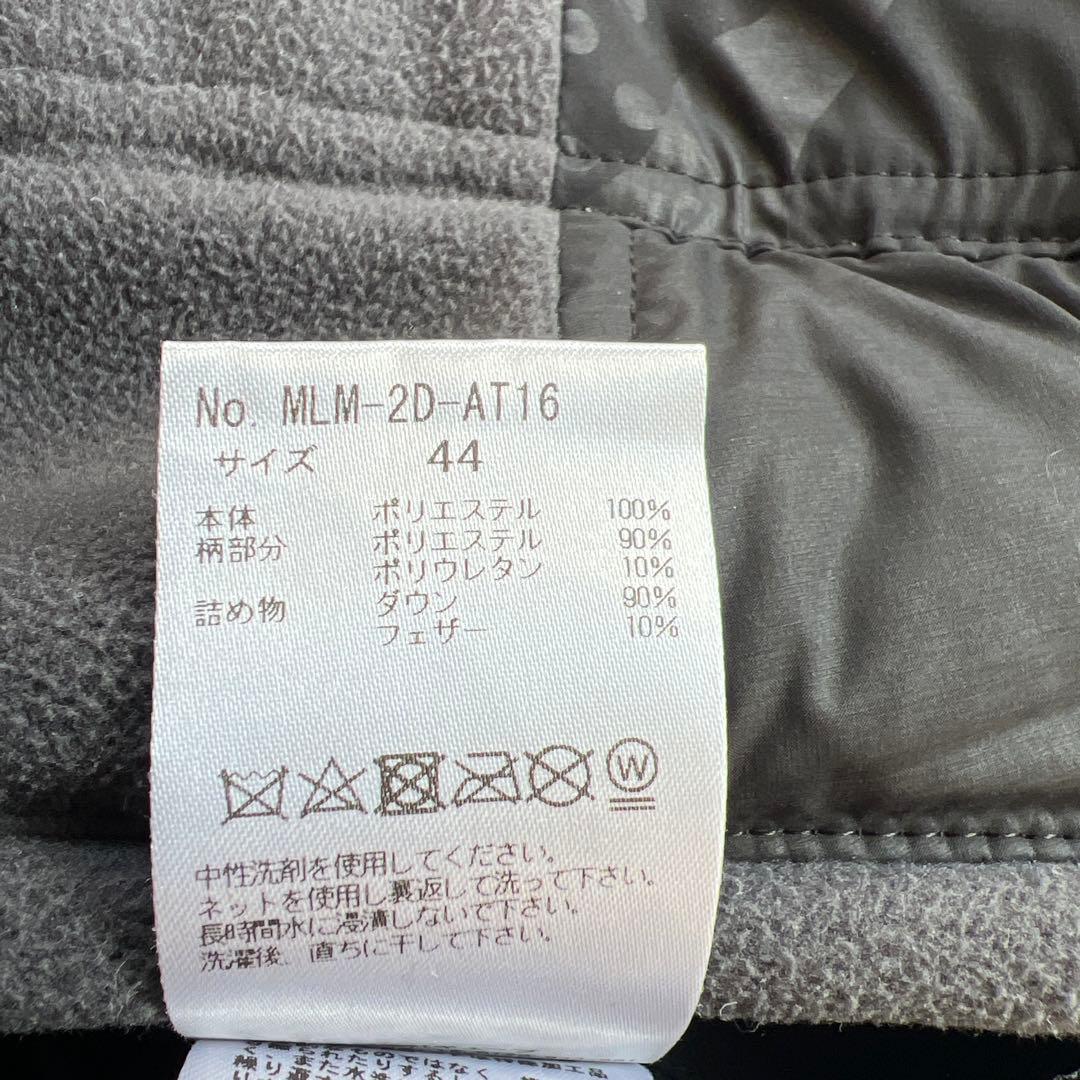 No. MLM-2D-AT16
サイズ 44
本体 ポリエステル 100%
柄部分 ポリエステル 90%
ポリウレタン 10%
詰め物 ダウン 90%
フェザー 10%
W
中性洗剤を使用してください。
ネットを使用し裏返して洗って下さい。
長時間水に浸漬しないで下さい。
洗濯後、直ちに干して下さい。